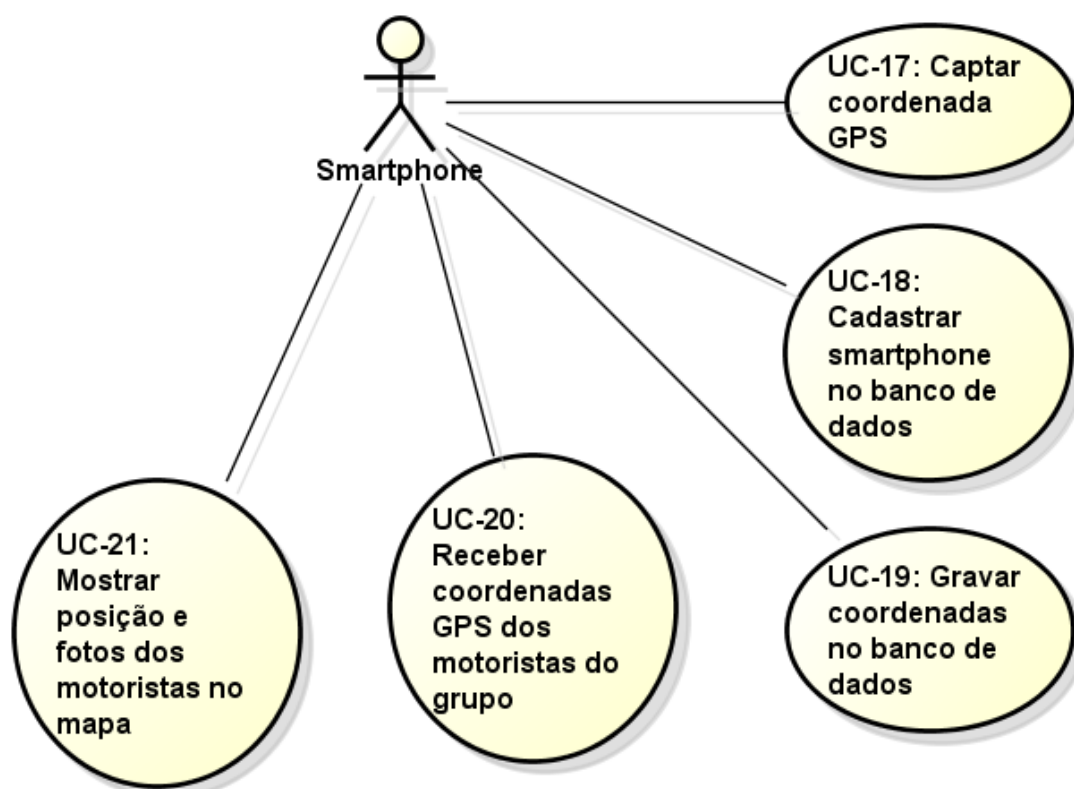 Smartphone
UC-17: Captar
coordenada
GPS
UC-18:
Cadastrar
smartphone
no banco de
dados
UC-19: Gravar
coordenadas
no banco de
dados
UC-20:
Receber
coordenadas
GPS dos
motoristas do
grupo
UC-21:
Mostrar
posição e
fotos dos
motoristas no
mapa